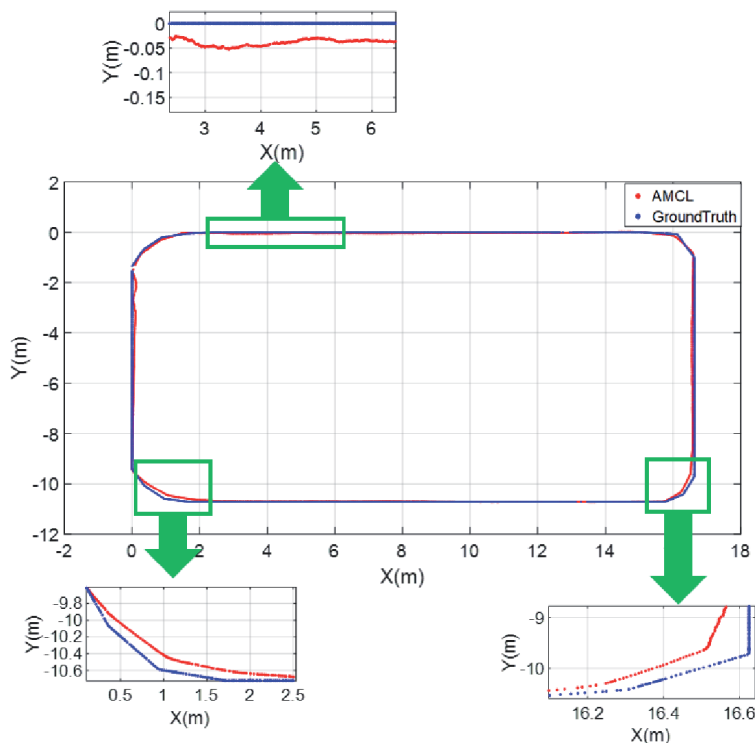 0
-0.05
-0.1
-0.15
Y(m)
3 4 5 6
X(m)
2
0
-2
-4
-6
-8
-10
-12
Y(m)
AMCL
GroundTruth
-2 0 2 4 6 8 10 12 14 16 18
X(m)
-9.8
-10
-10.2
-10.4
-10.6
Y(m)
0.5 1 1.5 2 2.5
X(m)
-9
-10
Y(m)
16.2 16.4 16.6
X(m)